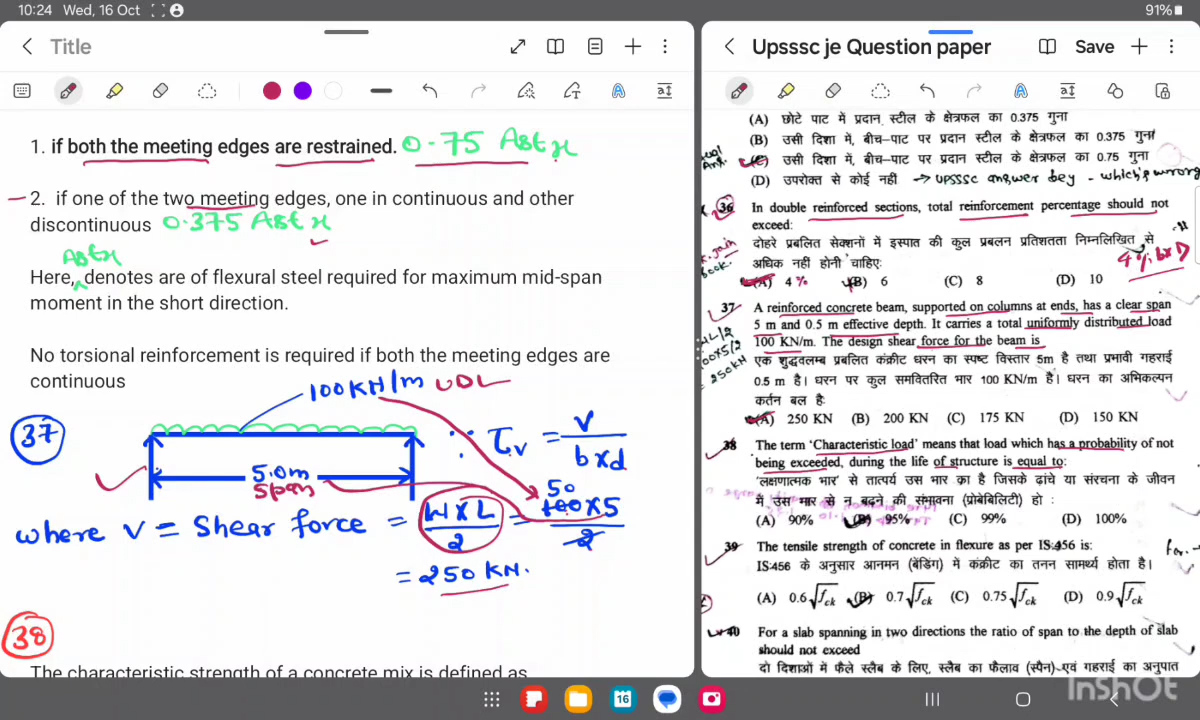 10:24 Wed, 16 Oct
91%
Title
1. if both the meeting edges are restrained. 0.75 Astx
2. if one of the two meeting edges, one in continuous and other
discontinuous 0.375 Astx
Astx
Here, denotes are of flexural steel required for maximum mid-span
moment in the short direction.
No torsional reinforcement is required if both the meeting edges are
continuous
100KN/m UDL
37
5.0m
span
∵ τv = V / b x d
where V = Shear force = W x L / 2 = 50 100 x 5 / 2
= 250 KN.
38
The characteristic strength of a concrete mix is defined as
16
Upsssc je Question paper
Save
(A) छोटे पाट में प्रदान स्टील के क्षेत्रफल का 0.375 गुना
(B) उसी दिशा में, बीच-पाट पर प्रदान स्टील के क्षेत्रफल का 0.375 गुना
(C) उसी दिशा में, बीच-पाट पर प्रदान स्टील के क्षेत्रफल का 0.75 गुना
(D) उपरोक्त से कोई नही → UPSSSC answer key - which's wrong
36 In double reinforced sections, total reinforcement percentage should not
exceed:
दोहरे प्रबलित सेक्शनों में इस्पात की कुल प्रबलन प्रतिशतता निम्नलिखित से
अधिक नहीं होनी चाहिए:
4% bxD
book.
(A) 4 % (B) 6 (C) 8 (D) 10
37 A reinforced concrete beam, supported on columns at ends, has a clear span
5 m and 0.5 m effective depth. It carries a total uniformly distributed load
100 KN/m. The design shear force for the beam is
एक शुद्धवलम्ब प्रबलित कंक्रीट धरन का स्पष्ट विस्तार 5m है तथा प्रभावी गहराई
0.5 m है। धरन पर कुल समवितरित भार 100 KN/m है। धरन का अभिकल्पन
कर्तन बल है:
250KN
(A) 250 KN (B) 200 KN (C) 175 KN (D) 150 KN
38 The term 'Characteristic load' means that load which has a probability of not
being exceeded, during the life of structure is equal to:
'लक्षणात्मक भार' से तात्पर्य उस भार का है जिसके ढांचे या संरचना के जीवन
में उस भार से न बढ़ने की संभावना (प्रोबेबिलिटी) हो :
(A) 90% (B) 95% (C) 99% (D) 100%
39 The tensile strength of concrete in flexure as per IS:456 is:
IS:456 के अनुसार आनमन (बेंडिंग) में कंक्रीट का तनन सामर्थ्य होता है।
(A) 0.6√fck (B) 0.7√fck (C) 0.75√fck (D) 0.9√fck
40 For a slab spanning in two directions the ratio of span to the depth of slab
should not exceed
दो दिशाओं में फैले स्लैब के लिए, स्लैब का फैलाव (स्पैन) एवं गहराई का अनुपात
InShOt